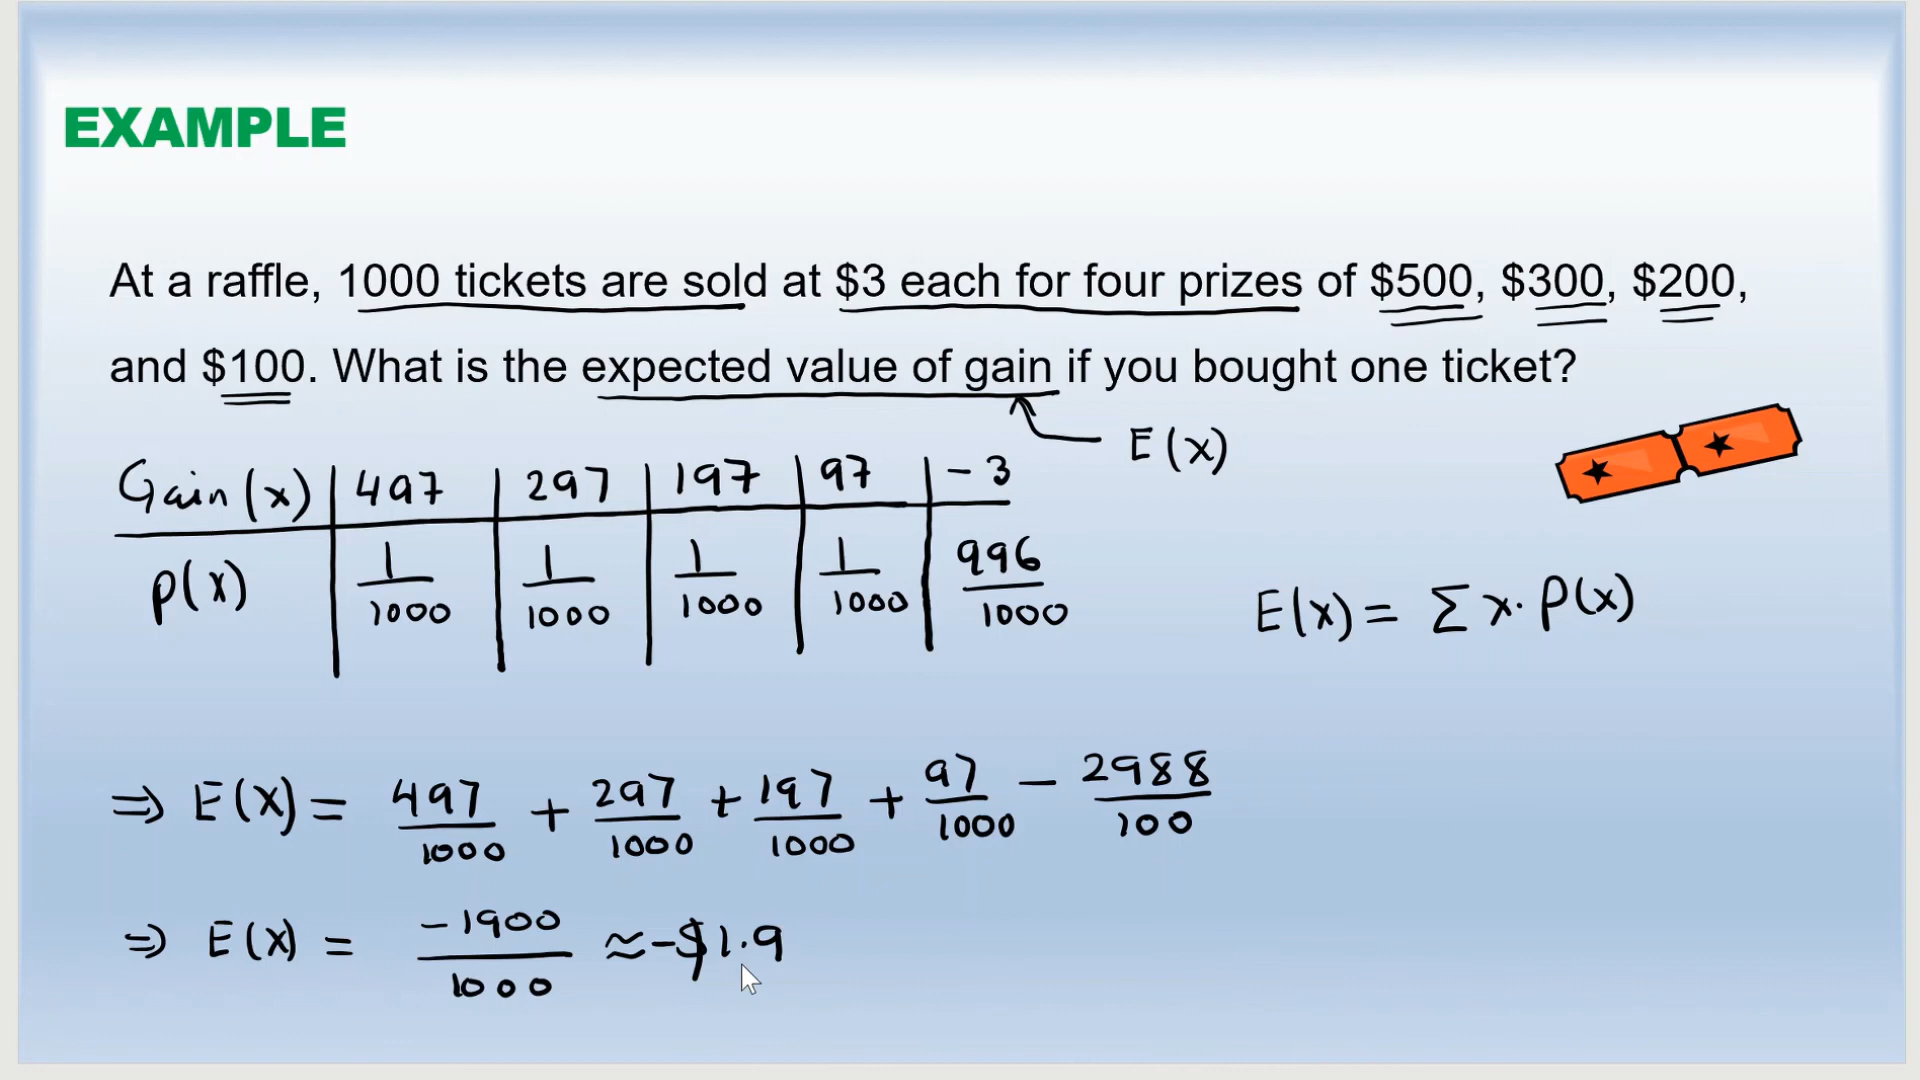 EXAMPLE
At a raffle, 1000 tickets are sold at $3 each for four prizes of $500, $300, $200,
and $100. What is the expected value of gain if you bought one ticket?
E(x)
Gain(x) | 497 | 297 | 197 | 97 | -3
P(x) | 1/1000 | 1/1000 | 1/1000 | 1/1000 | 996/1000
E(x) = Σ x · P(x)
⇒ E(x) = 497/1000 + 297/1000 + 197/1000 + 97/1000 - 2988/100
⇒ E(x) = -1900/1000 ≈ -$1.9